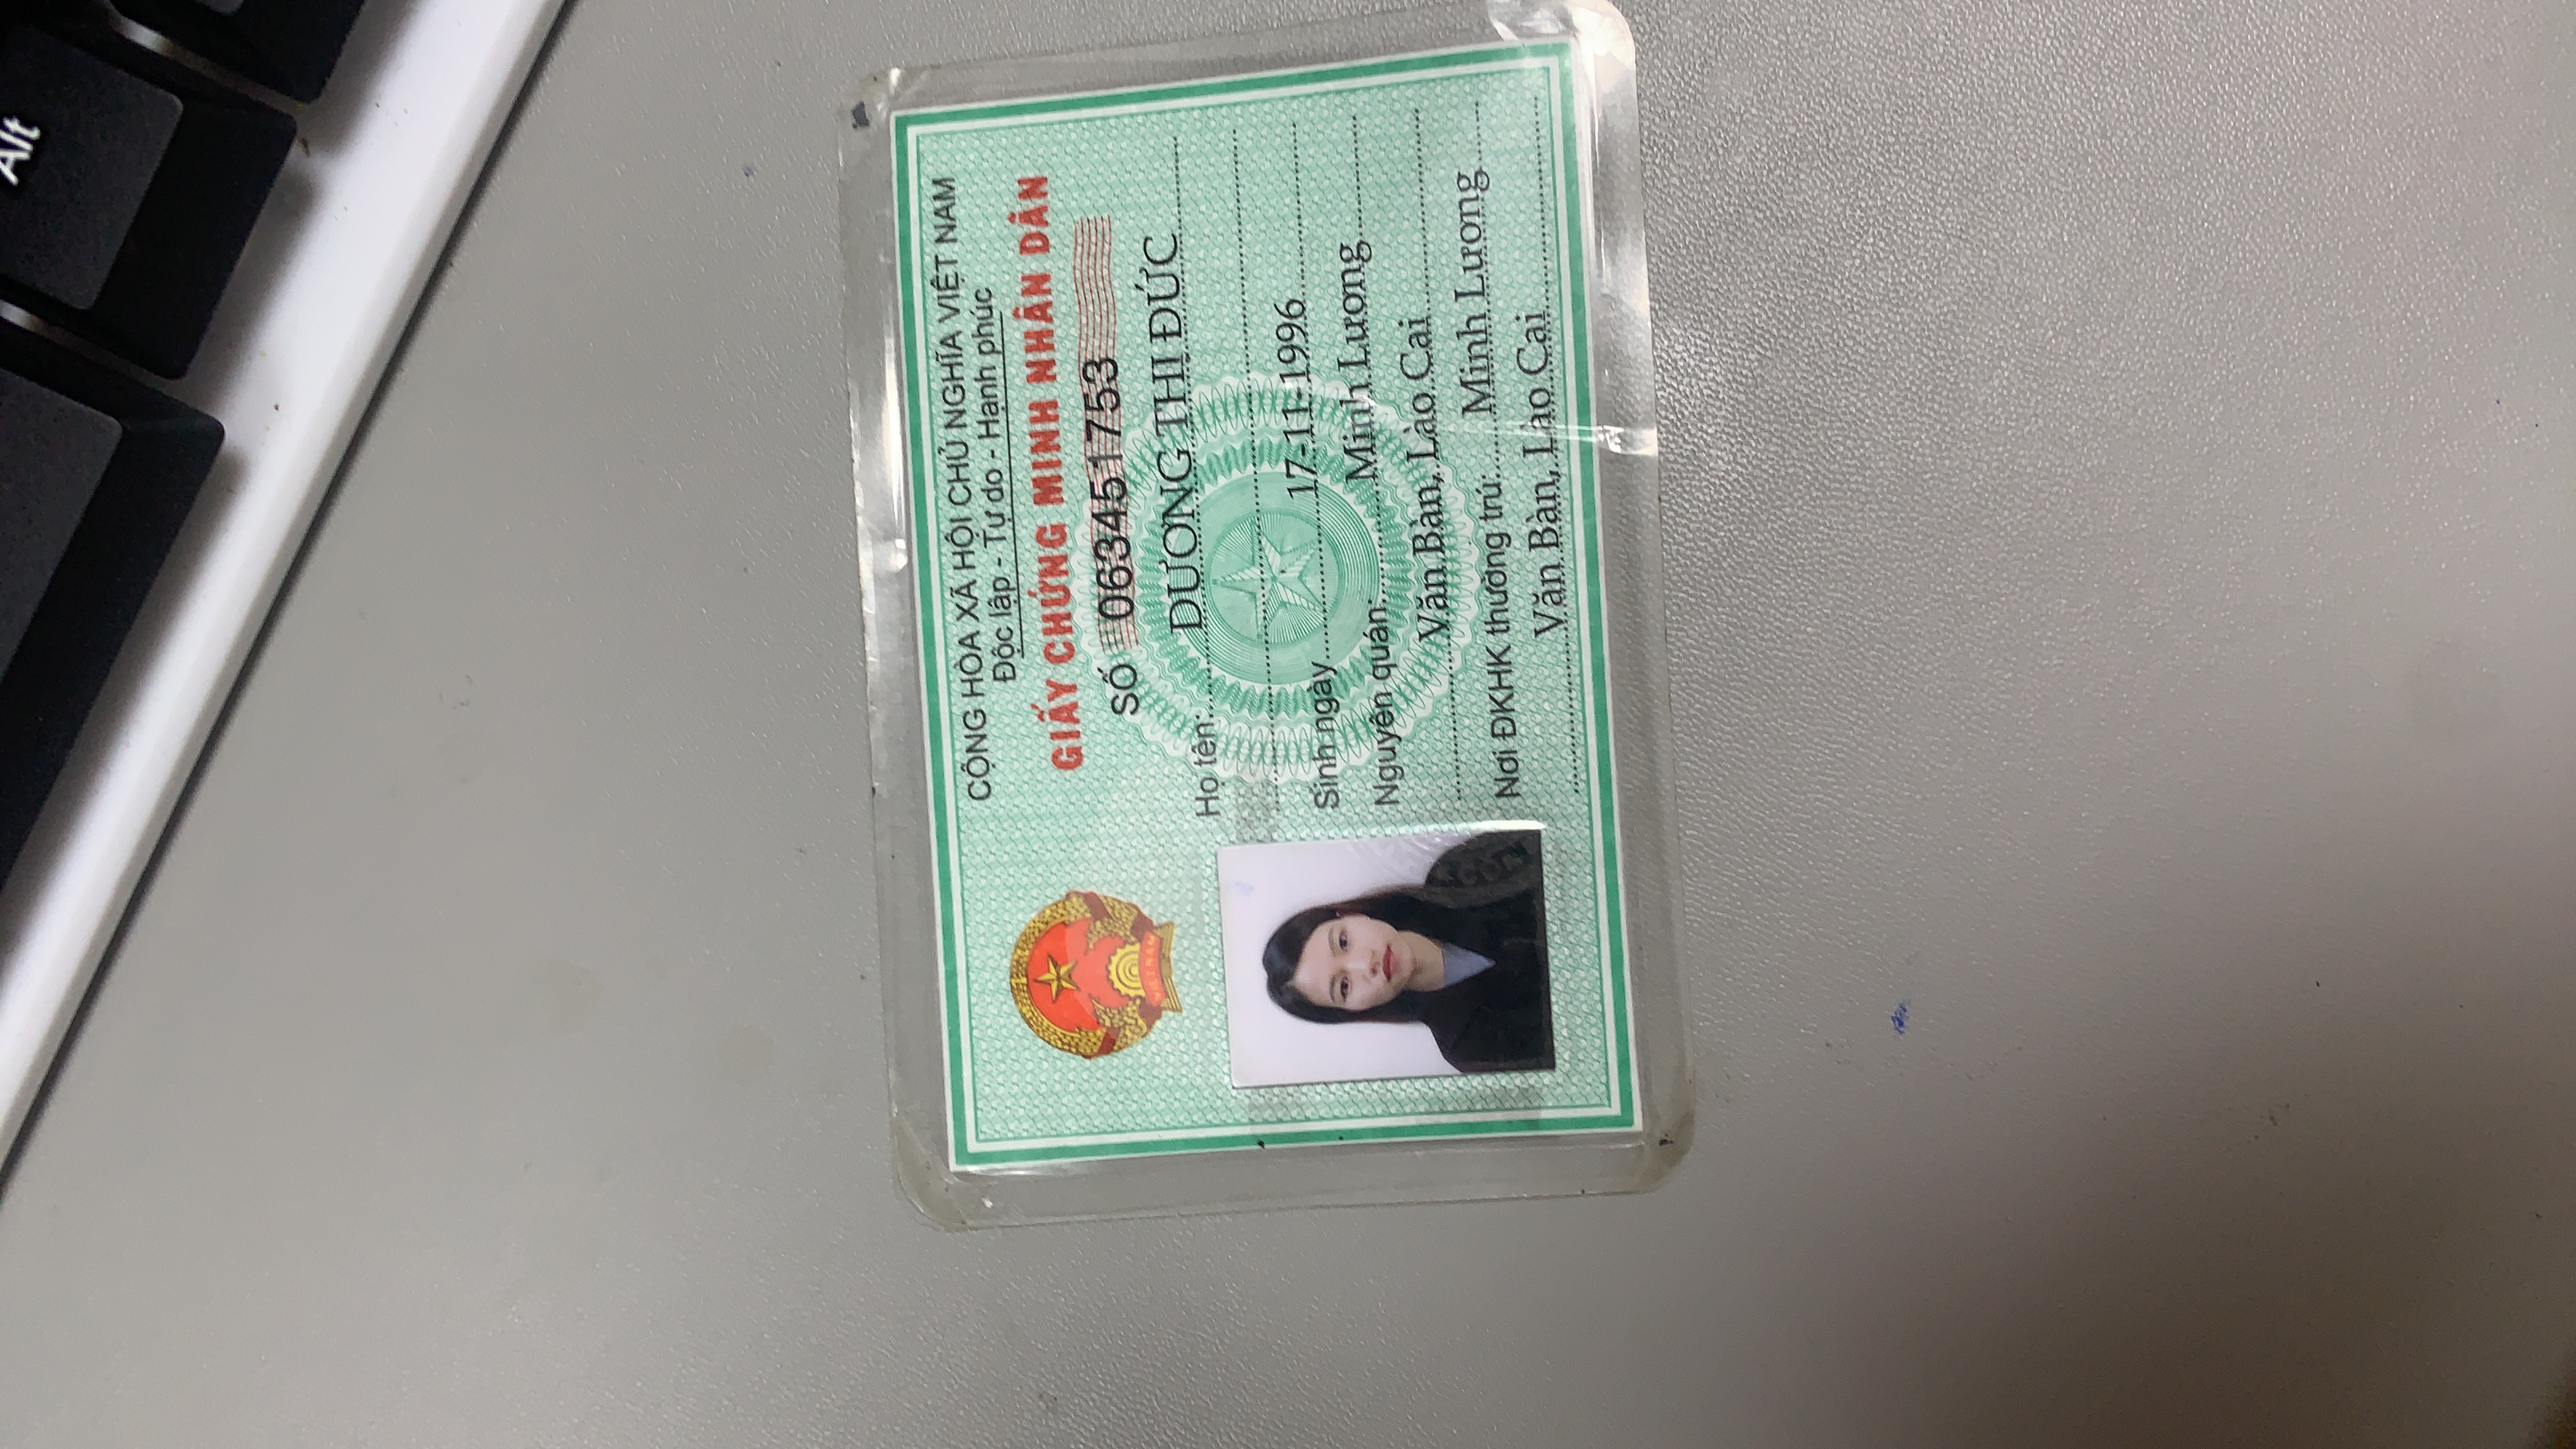 Alt
CỘNG HÒA XÃ HỘI CHỦ NGHĨA VIỆT NAM
Độc lập - Tự do - Hạnh phúc
GIẤY CHỨNG MINH NHÂN DÂN
SỐ 063451753
Họ tên: DƯƠNG THỊ ĐỨC
Sinh ngày 17-11-1996
Nguyên quán: Minh Lương
Văn Bàn, Lào Cai
Nơi ĐKHK thường trú: Minh Lương
Văn Bàn, Lào Cai
VIỆT NAM